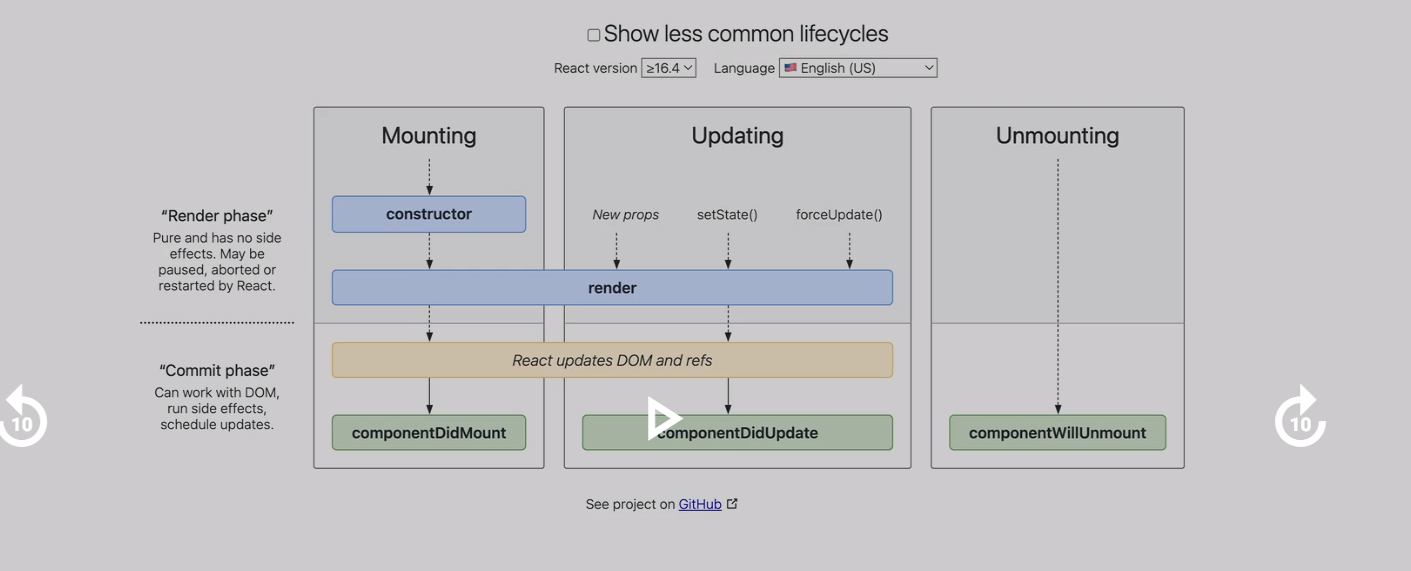 Show less common lifecycles
React version ≥16.4 Language 🇺🇸 English (US)
Mounting
Updating
Unmounting
“Render phase”
Pure and has no side
effects. May be
paused, aborted or
restarted by React.
constructor
New props
setState()
forceUpdate()
render
React updates DOM and refs
“Commit phase”
Can work with DOM,
run side effects,
schedule updates.
componentDidMount
componentDidUpdate
componentWillUnmount
10
10
See project on GitHub